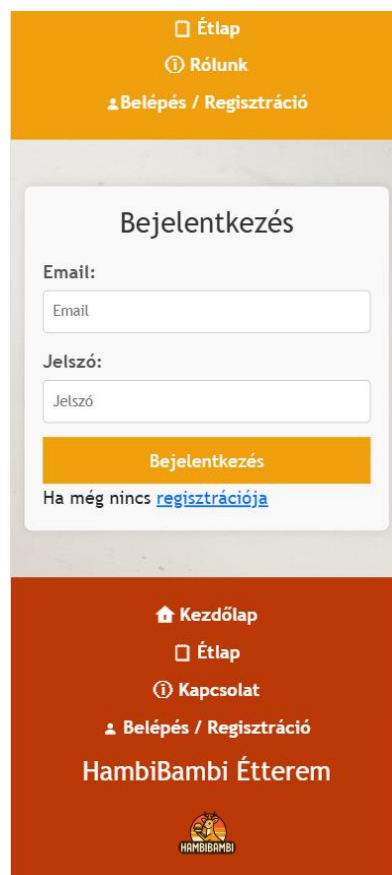 Étlap
Rólunk
Belépés / Regisztráció
Bejelentkezés
Email:
Email
Jelszó:
Jelszó
Bejelentkezés
Ha még nincs regisztrációja
Kezdőlap
Étlap
Kapcsolat
Belépés / Regisztráció
HambiBambi Étterem
HAMBIBAMBI